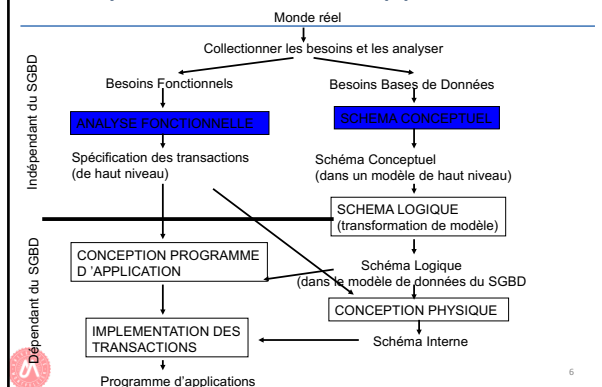 Monde réel
Collectionner les besoins et les analyser
Indépendant du SGBD
Besoins Fonctionnels
Besoins Bases de Données
ANALYSE FONCTIONNELLE
SCHEMA CONCEPTUEL
Spécification des transactions
(de haut niveau)
Schéma Conceptuel
(dans un modèle de haut niveau)
SCHEMA LOGIQUE
(transformation de modèle)
Dépendant du SGBD
CONCEPTION PROGRAMME
D 'APPLICATION
Schéma Logique
(dans le modèle de données du SGBD
CONCEPTION PHYSIQUE
IMPLEMENTATION DES
TRANSACTIONS
Schéma Interne
Programme d'applications
6